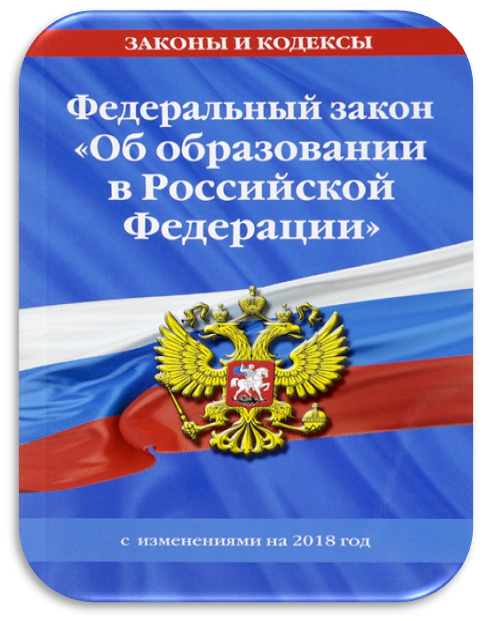 ЗАКОНЫ И КОДЕКСЫ
Федеральный закон
«Об образовании
в Российской
Федерации»
с изменениями на 2018 год